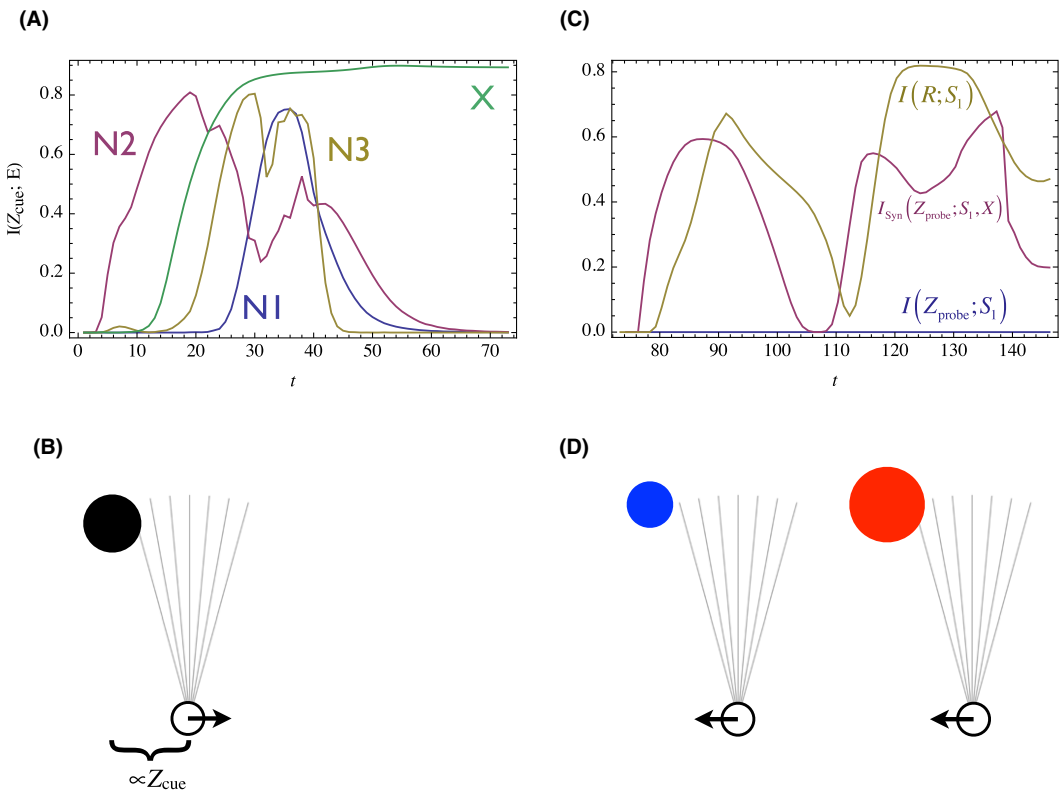 (A)
I(Z_cue; E)
0.8
0.6
0.4
0.2
0.0
N2
X
N3
N1
0 10 20 30 40 50 60 70
t
(C)
0.8
0.6
0.4
0.2
0.0
I(R;S_1)
I_Syn(Z_probe;S_1,X)
I(Z_probe;S_1)
80 90 100 110 120 130 140
t
(B)
∝Z_cue
(D)